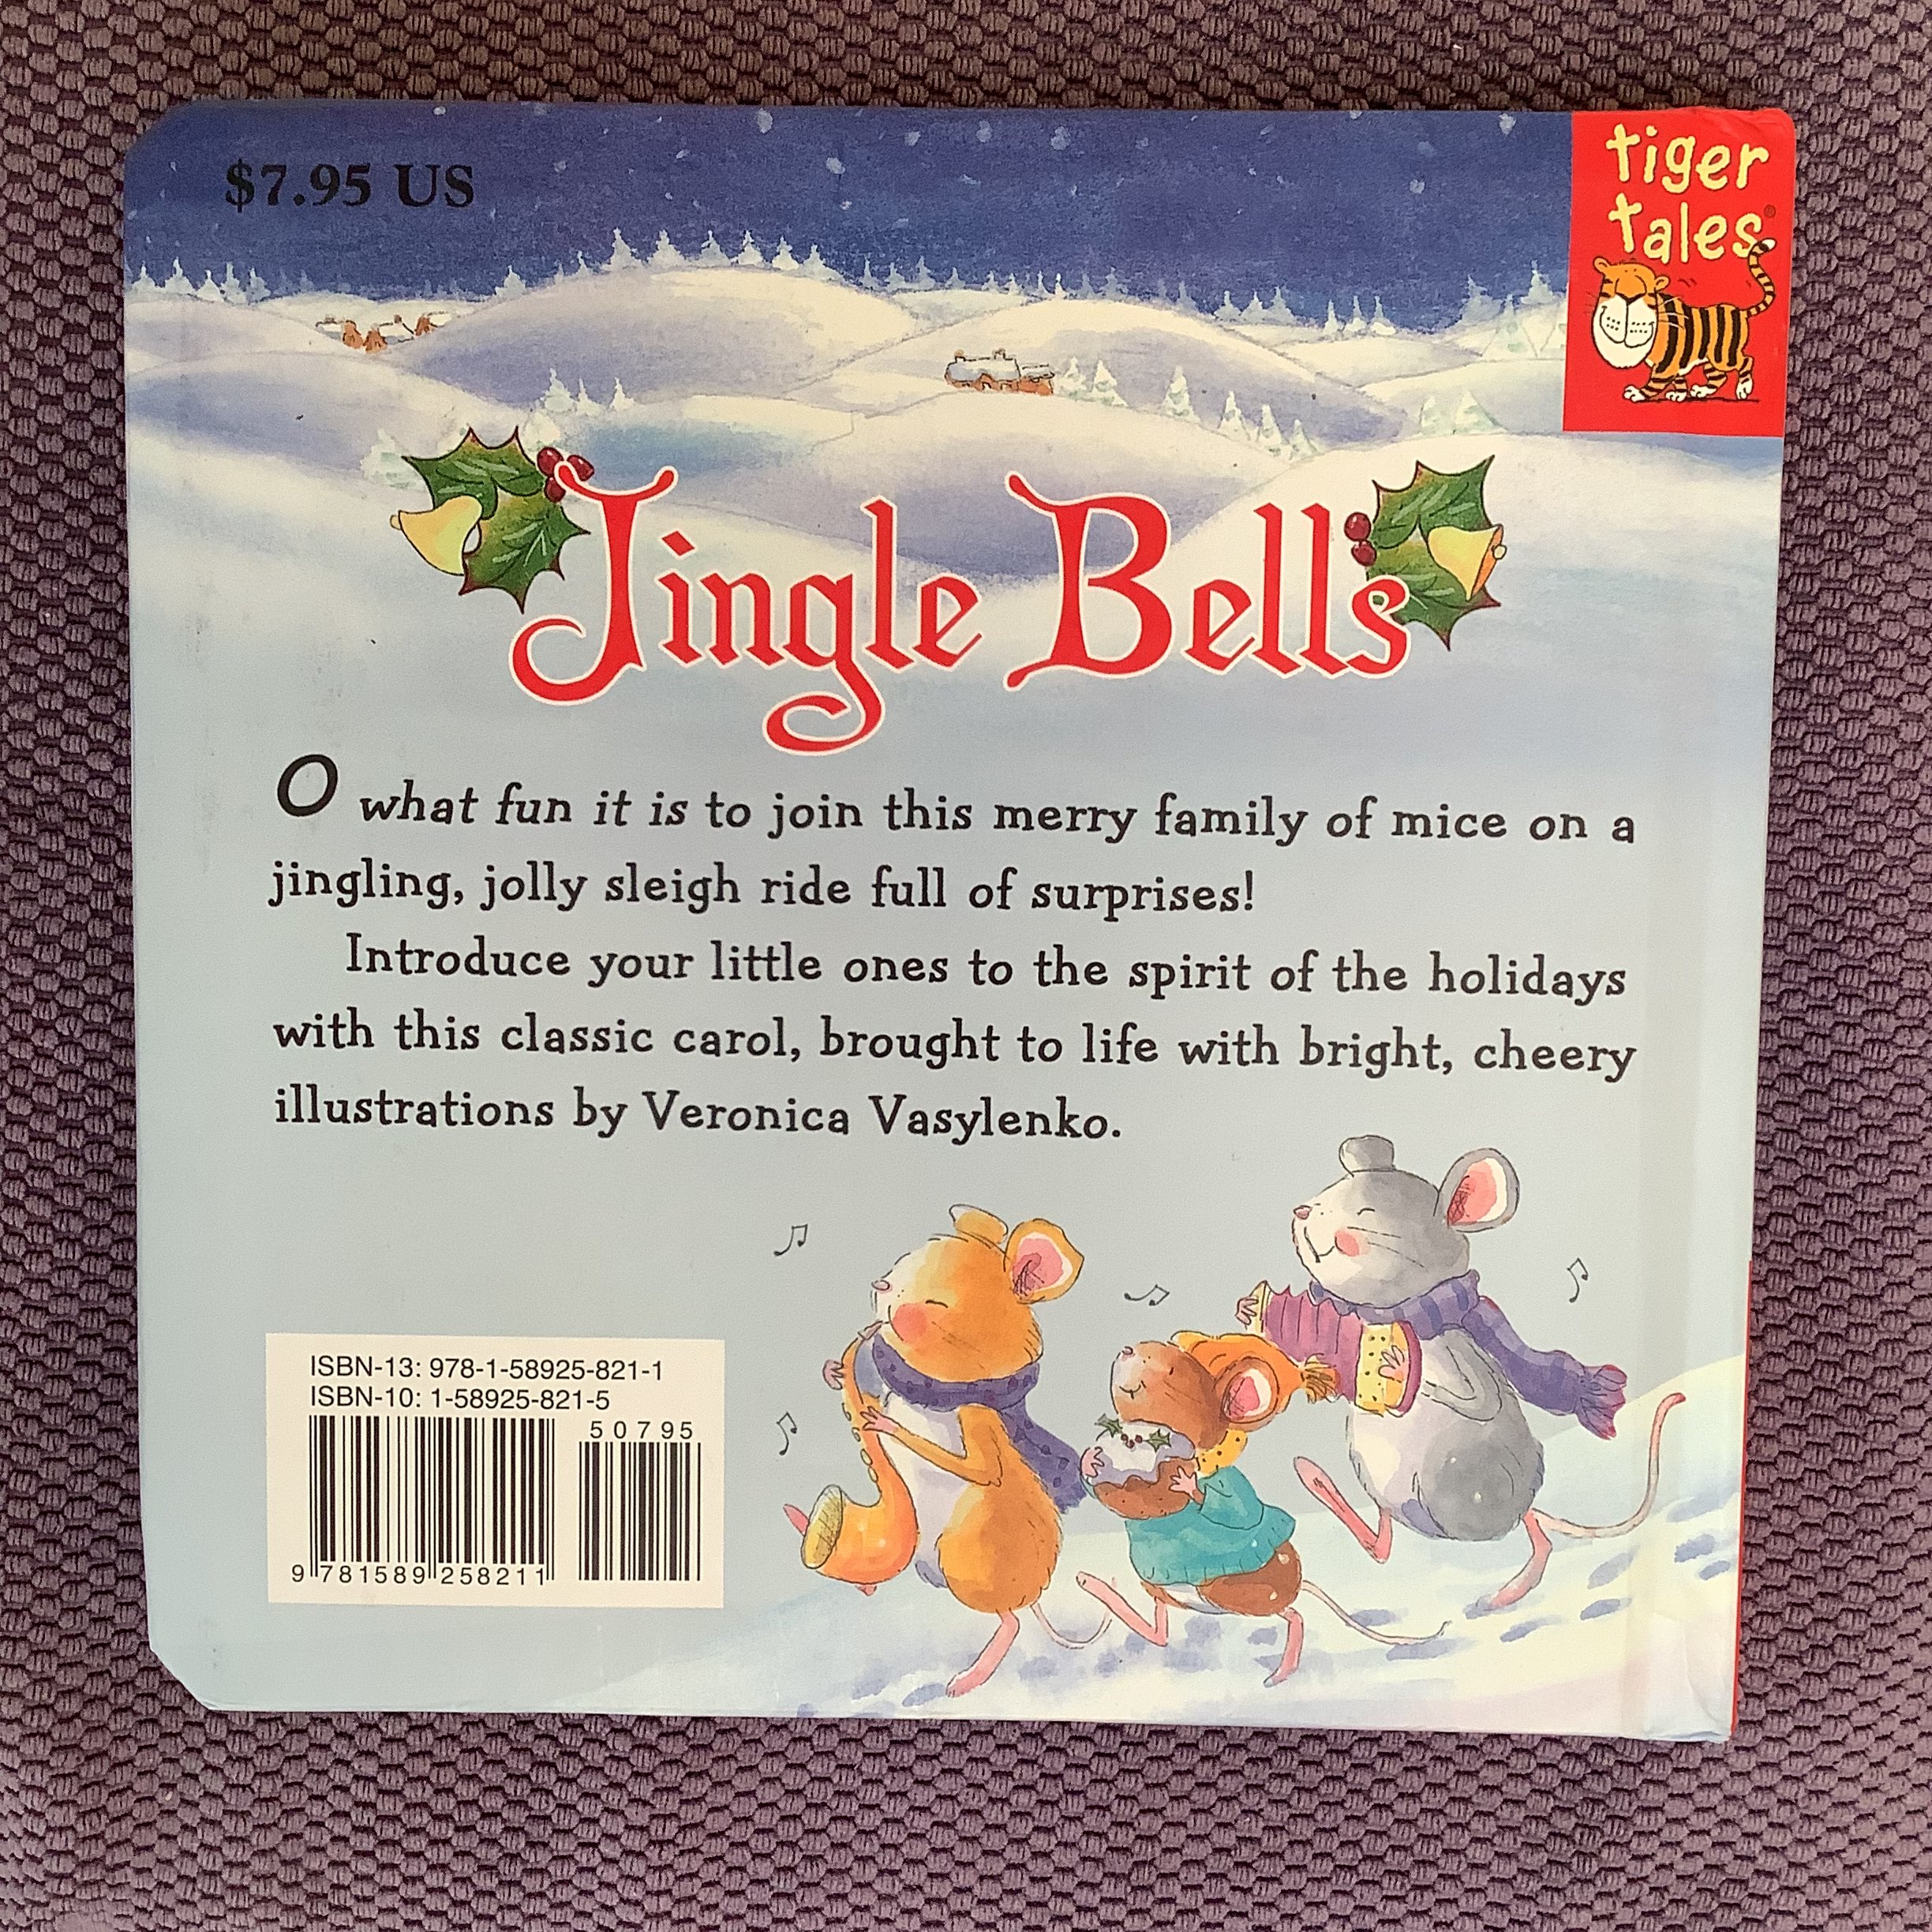 $7.95 US
tiger
tales®
Jingle Bells
O what fun it is to join this merry family of mice on a
jingling, jolly sleigh ride full of surprises!
Introduce your little ones to the spirit of the holidays
with this classic carol, brought to life with bright, cheery
illustrations by Veronica Vasylenko.
ISBN-13: 978-1-58925-821-1
ISBN-10: 1-58925-821-5
50795
9 781589 258211